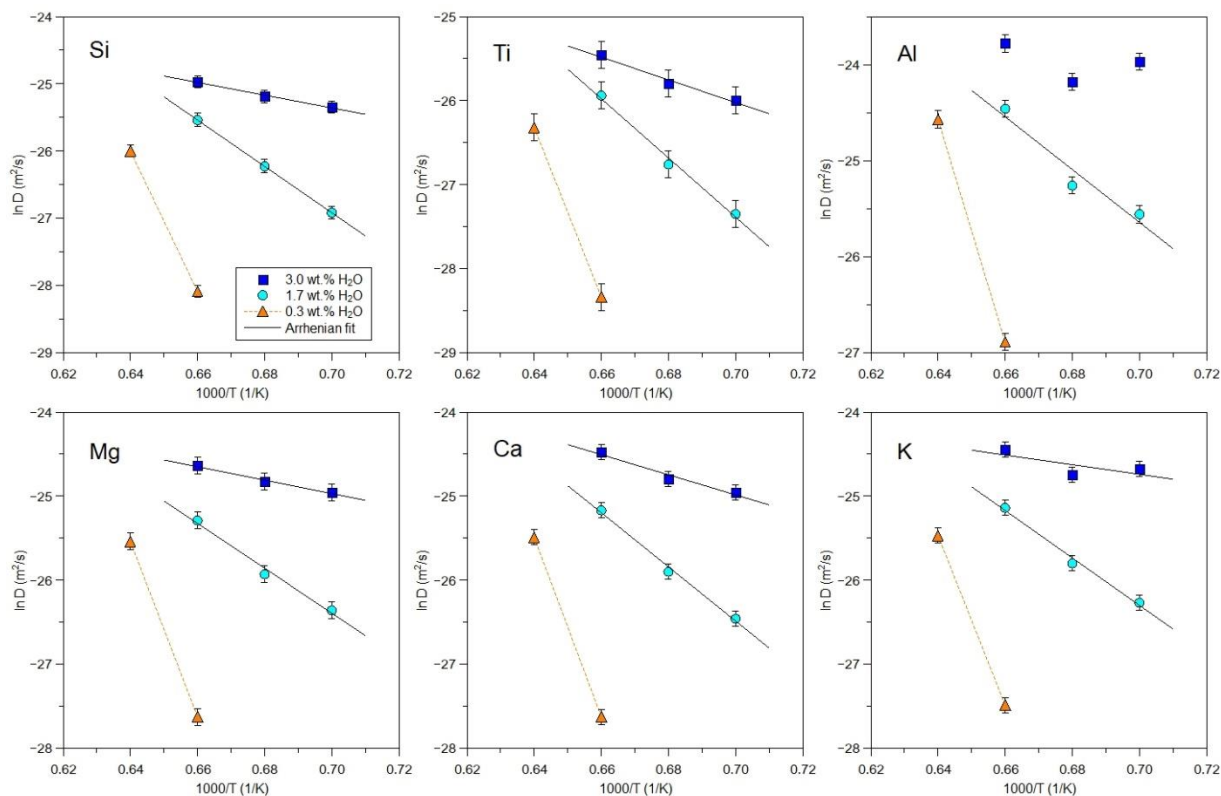 Si
−24
−25
−26
−27
−28
−29
ln D (m²/s)
3.0 wt.% H₂O
1.7 wt.% H₂O
0.3 wt.% H₂O
Arrhenian fit
0.62 0.64 0.66 0.68 0.70 0.72
1000/T (1/K)
Ti
−25
−26
−27
−28
−29
ln D (m²/s)
0.62 0.64 0.66 0.68 0.70 0.72
1000/T (1/K)
Al
−24
−25
−26
−27
ln D (m²/s)
0.62 0.64 0.66 0.68 0.70 0.72
1000/T (1/K)
Mg
−24
−25
−26
−27
−28
ln D (m²/s)
0.62 0.64 0.66 0.68 0.70 0.72
1000/T (1/K)
Ca
−24
−25
−26
−27
−28
ln D (m²/s)
0.62 0.64 0.66 0.68 0.70 0.72
1000/T (1/K)
K
−24
−25
−26
−27
−28
ln D (m²/s)
0.62 0.64 0.66 0.68 0.70 0.72
1000/T (1/K)